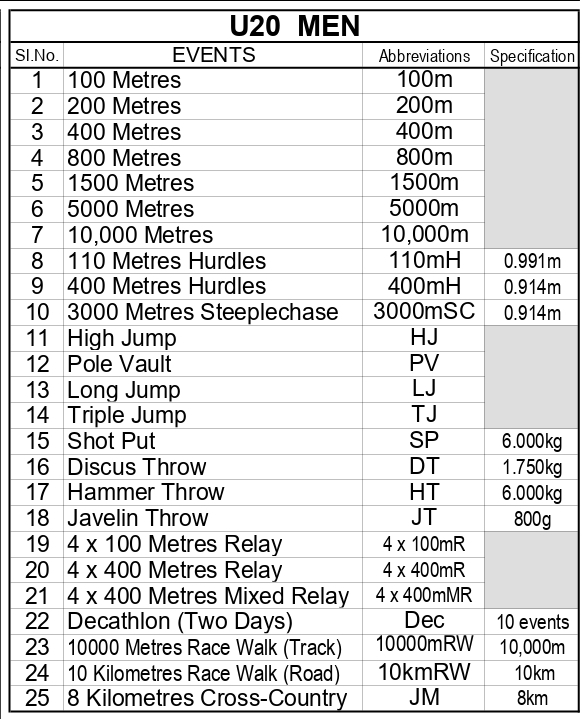 U20 MEN
Sl.No. EVENTS Abbreviations Specification
1 100 Metres 100m
2 200 Metres 200m
3 400 Metres 400m
4 800 Metres 800m
5 1500 Metres 1500m
6 5000 Metres 5000m
7 10,000 Metres 10,000m
8 110 Metres Hurdles 110mH 0.991m
9 400 Metres Hurdles 400mH 0.914m
10 3000 Metres Steeplechase 3000mSC 0.914m
11 High Jump HJ
12 Pole Vault PV
13 Long Jump LJ
14 Triple Jump TJ
15 Shot Put SP 6.000kg
16 Discus Throw DT 1.750kg
17 Hammer Throw HT 6.000kg
18 Javelin Throw JT 800g
19 4 x 100 Metres Relay 4 x 100mR
20 4 x 400 Metres Relay 4 x 400mR
21 4 x 400 Metres Mixed Relay 4 x 400mMR
22 Decathlon (Two Days) Dec 10 events
23 10000 Metres Race Walk (Track) 10000mRW 10,000m
24 10 Kilometres Race Walk (Road) 10kmRW 10km
25 8 Kilometres Cross-Country JM 8km